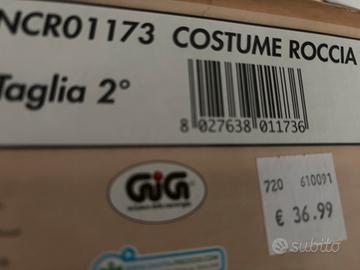 NCR01173 COSTUME ROCCIA
Taglia 2°
8 027638 011736
GiG
720 610091
€ 36.99
subito